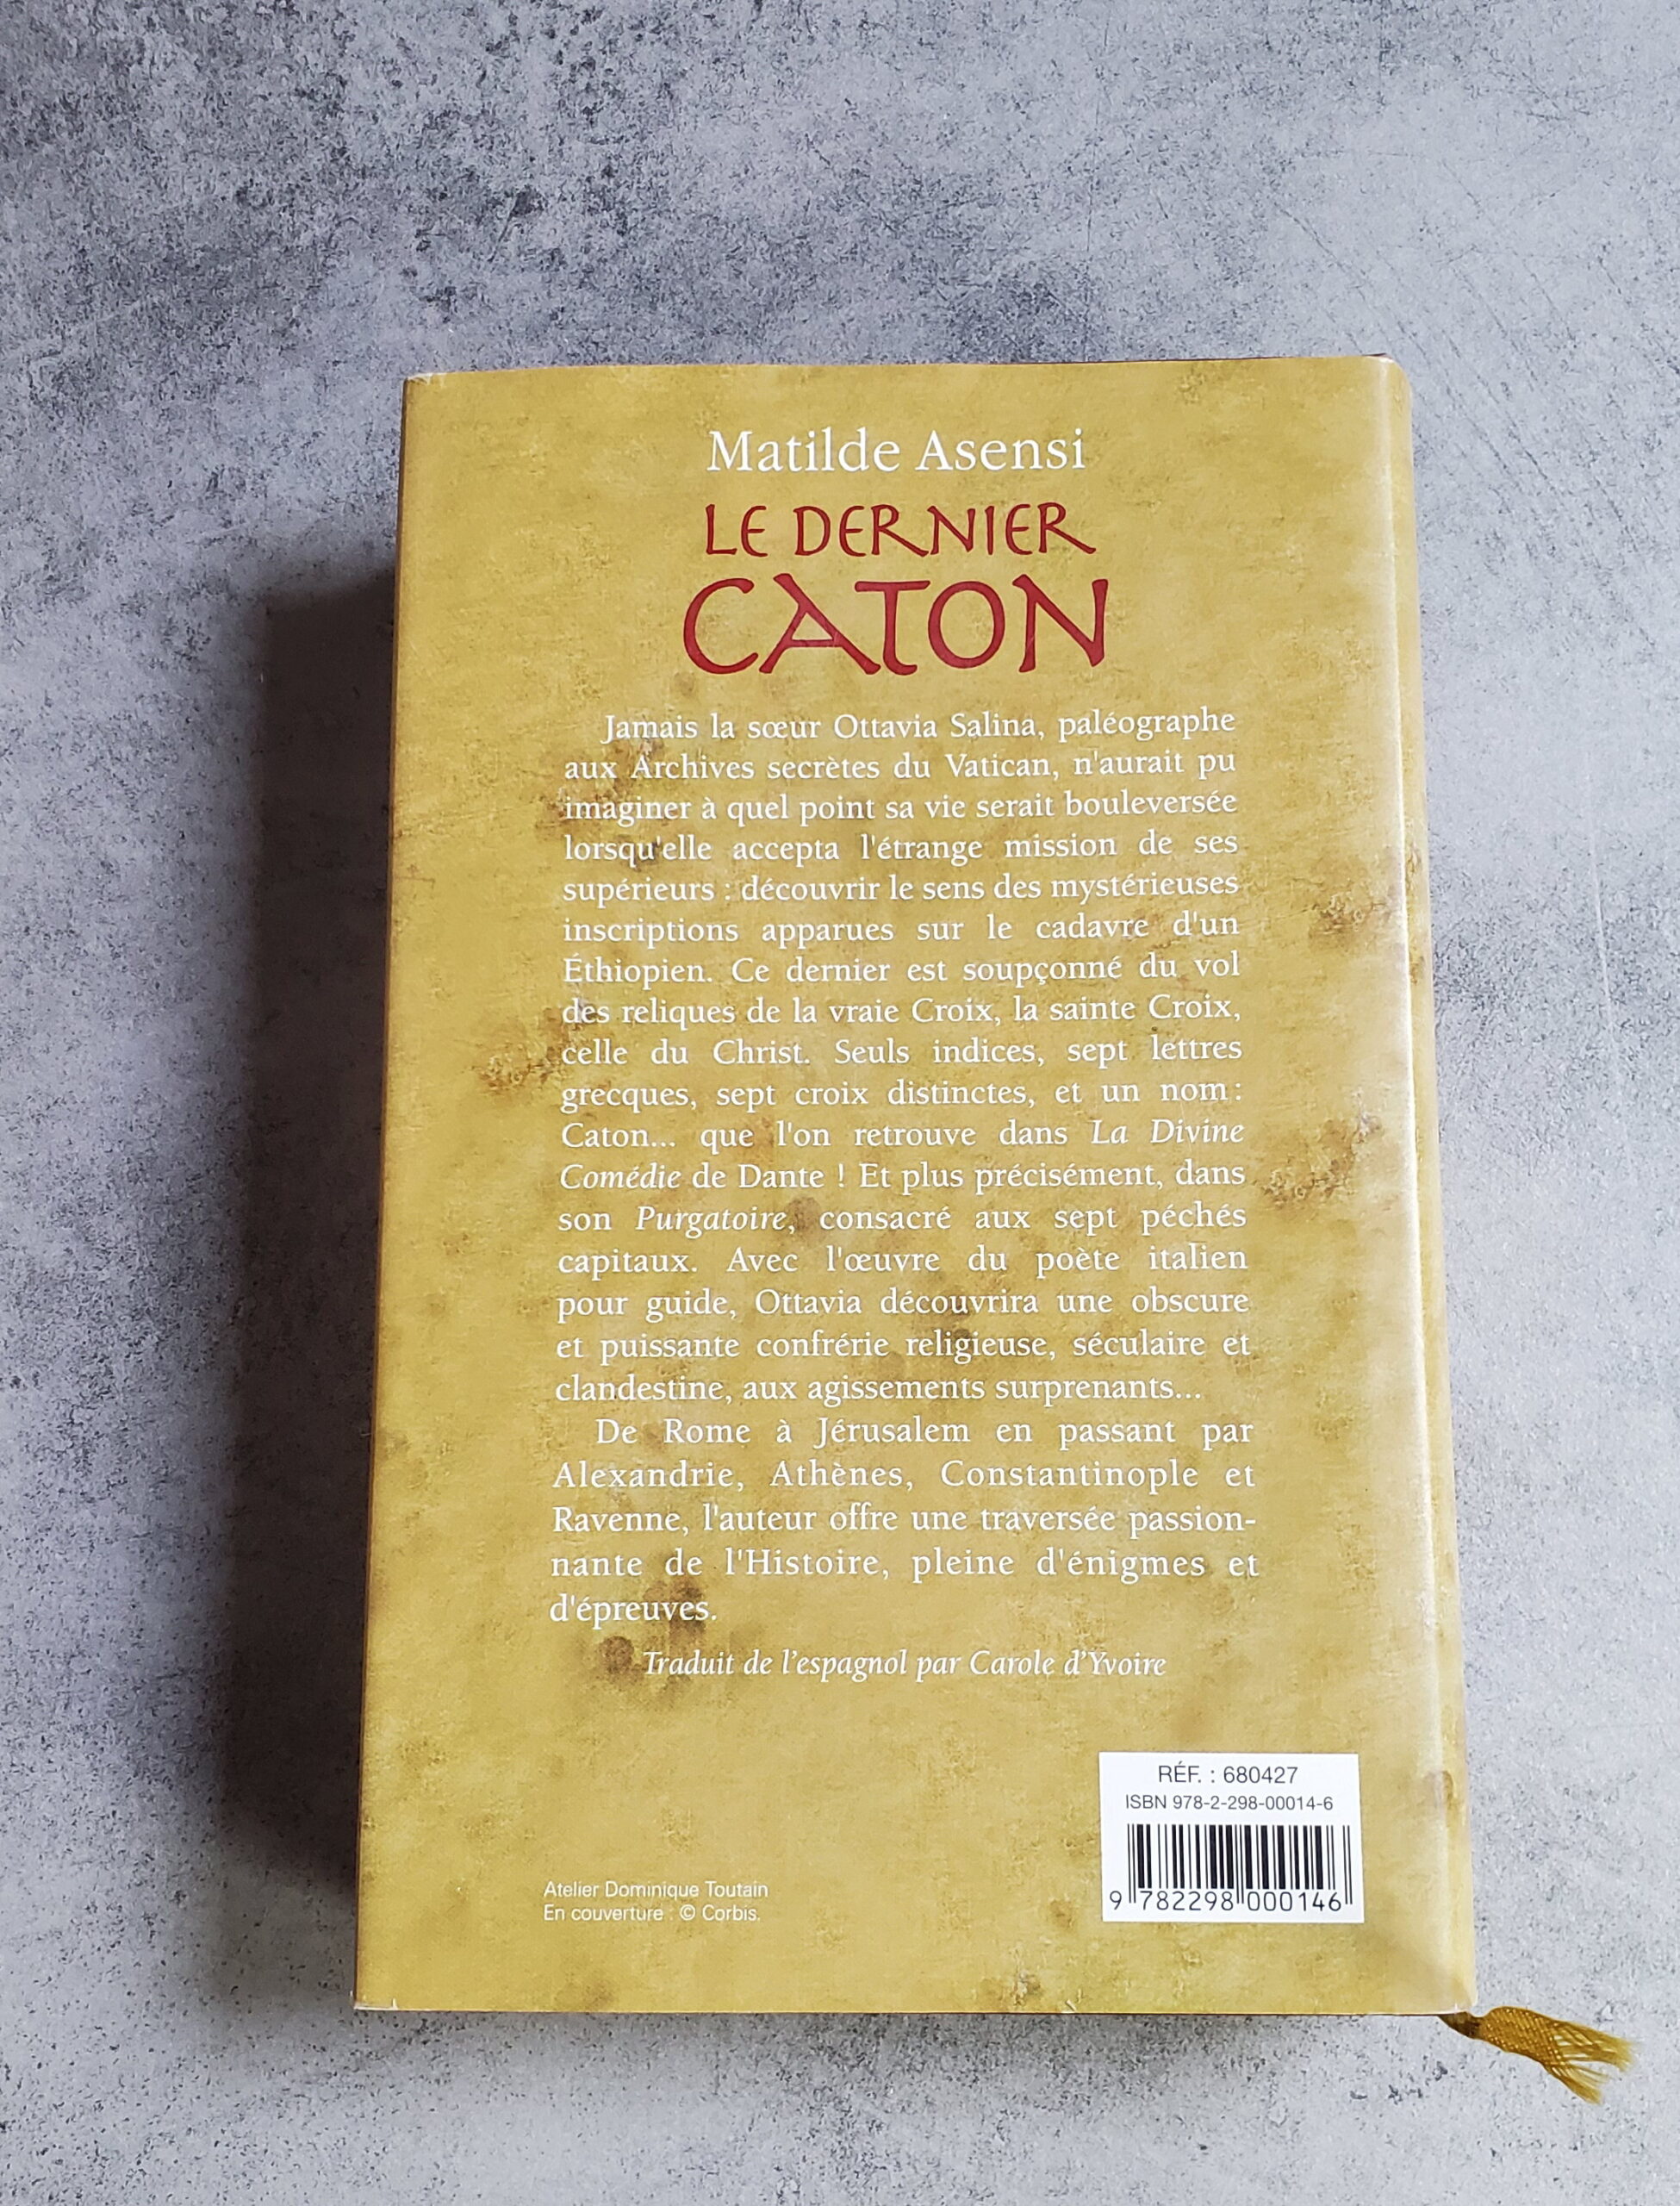 Matilde Asensi
LE DERNIER
CATON
Jamais la sœur Ottavia Salina, paléographe
aux Archives secrètes du Vatican, n'aurait pu
imaginer à quel point sa vie serait bouleversée
lorsqu'elle accepta l'étrange mission de ses
supérieurs : découvrir le sens des mystérieuses
inscriptions apparues sur le cadavre d'un
Éthiopien. Ce dernier est soupçonné du vol
des reliques de la vraie Croix, la sainte Croix,
celle du Christ. Seuls indices, sept lettres
grecques, sept croix distinctes, et un nom :
Caton... que l'on retrouve dans La Divine
Comédie de Dante ! Et plus précisément, dans
son Purgatoire, consacré aux sept péchés
capitaux. Avec l'œuvre du poète italien
pour guide, Ottavia découvrira une obscure
et puissante confrérie religieuse, séculaire et
clandestine, aux agissements surprenants...
De Rome à Jérusalem en passant par
Alexandrie, Athènes, Constantinople et
Ravenne, l'auteur offre une traversée passion-
nante de l'Histoire, pleine d'énigmes et
d'épreuves.
Traduit de l'espagnol par Carole d'Yvoire
RÉF. : 680427
ISBN 978-2-298-00014-6
9 782298 000146
Atelier Dominique Toutain
En couverture : © Corbis.